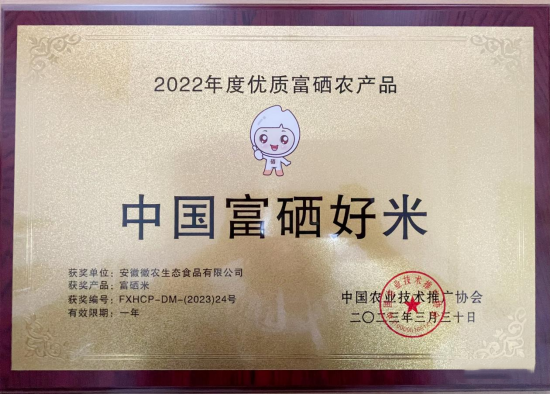 2022年度优质富硒农产品
中国富硒好米
获奖单位：安徽徽农生态食品有限公司
获奖产品：富硒米
获奖编号：FXHCP-DM-(2023)24号
有效限期：一年
中国农业技术推广协会
二〇二三年三月三十日